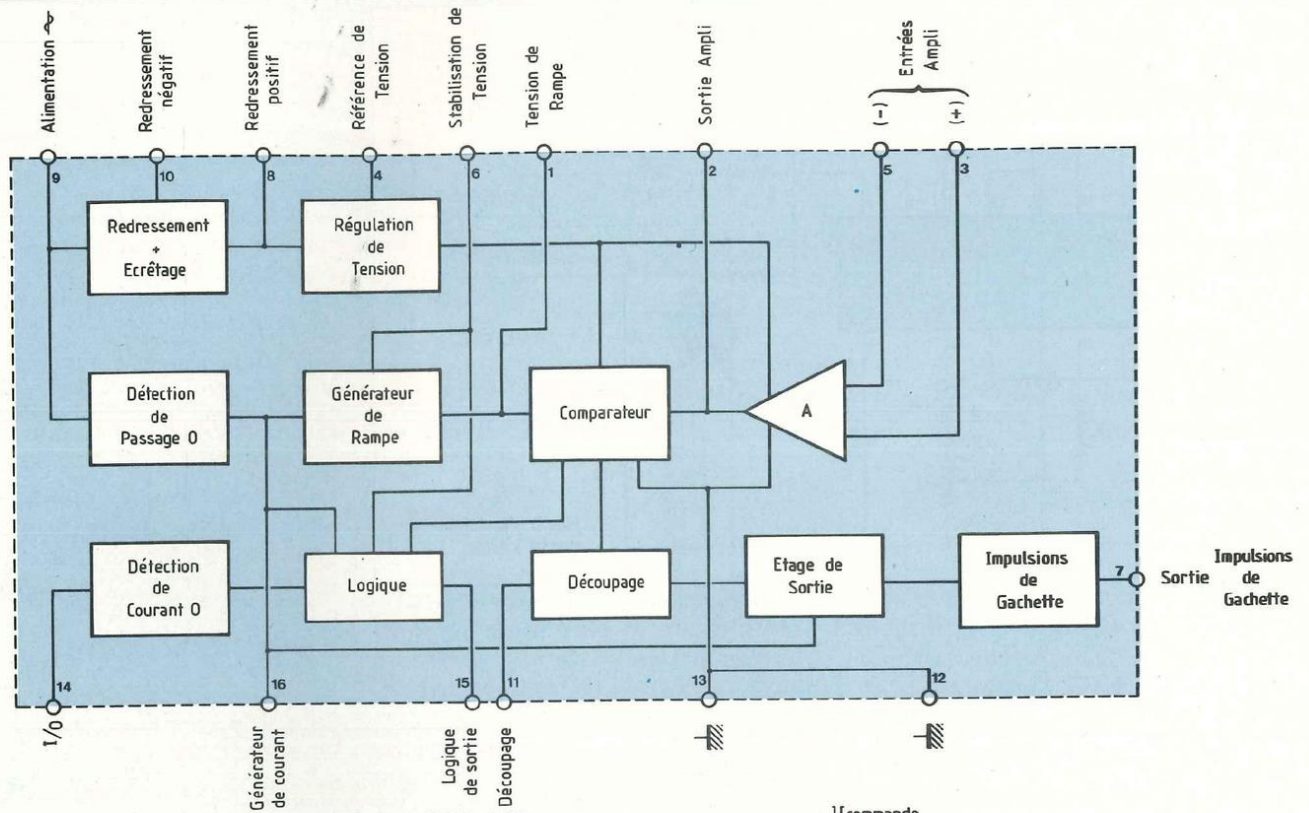 Alimentation
Redressement
négatif
Redressement
positif
Référence de
Tension
Stabilisation de
Tension
Tension de
Rampe
Sortie Ampli
Entrées
Ampli
(-)
(+)
9
10
8
4
6
1
2
5
3
Redressement
+
Ecrêtage
Régulation
de
Tension
Détection
de
Passage 0
Générateur
de
Rampe
Comparateur
A
Détection
de
Courant 0
Logique
Découpage
Etage de
Sortie
Impulsions
de
Gachette
7
Sortie
Impulsions
de
Gachette
14
16
15
11
13
12
I/0
Générateur
de courant
Logique
de sortie
Découpage